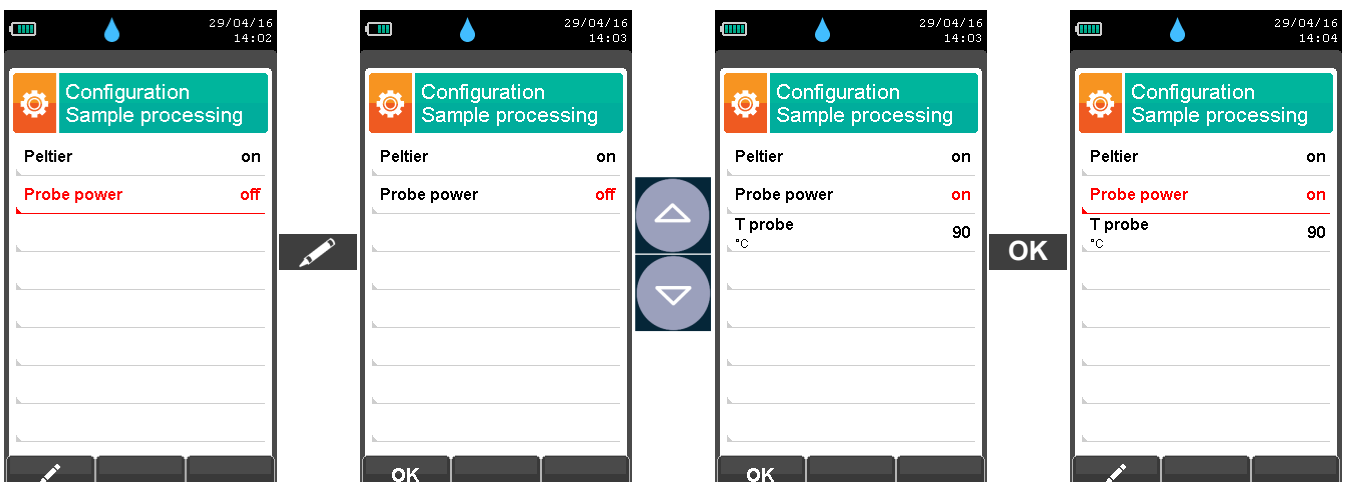 29/04/16
14:02
Configuration
Sample processing
Peltier on
Probe power off
29/04/16
14:03
Configuration
Sample processing
Peltier on
Probe power off
OK
29/04/16
14:03
Configuration
Sample processing
Peltier on
Probe power on
T probe 90
°C
OK
OK
29/04/16
14:04
Configuration
Sample processing
Peltier on
Probe power on
T probe 90
°C